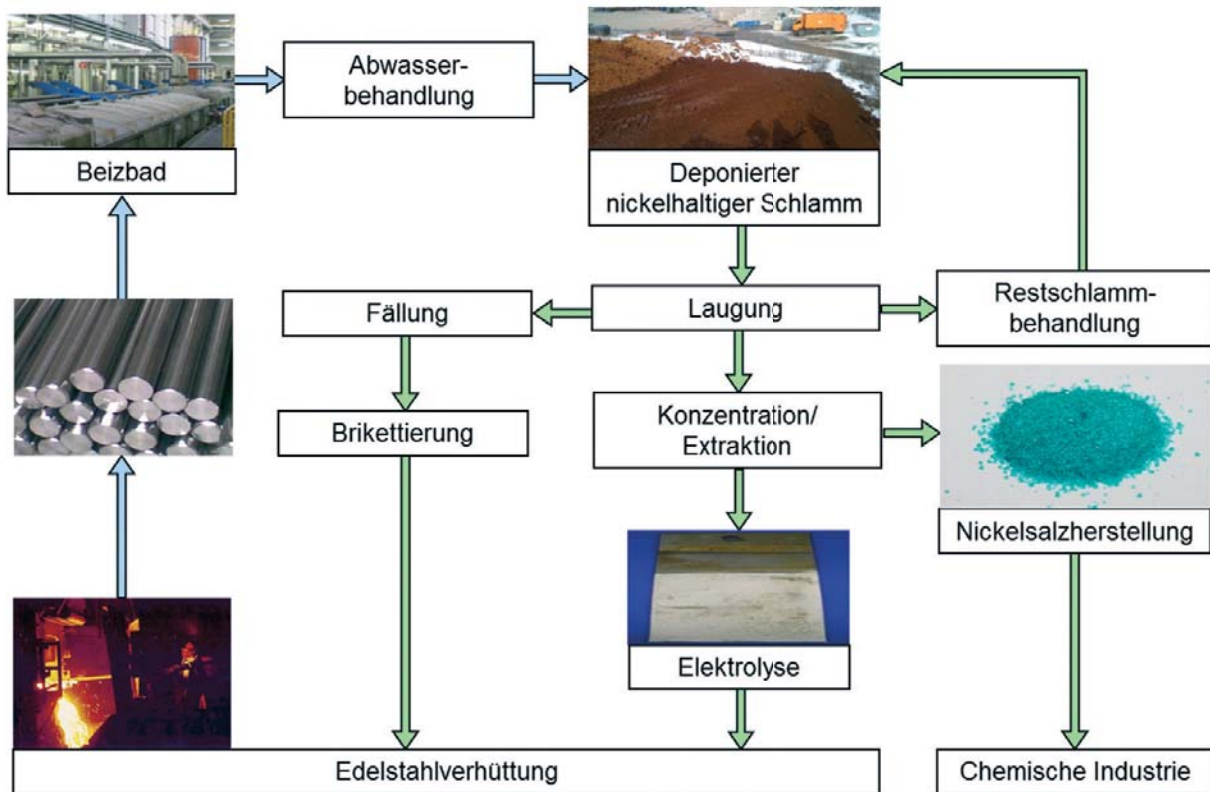 Abwasser-
behandlung
Beizbad
Deponierter
nickelhaltiger Schlamm
Fällung
Laugung
Restschlamm-
behandlung
Brikettierung
Konzentration/
Extraktion
Nickelsalzherstellung
Elektrolyse
Edelstahlverhüttung
Chemische Industrie